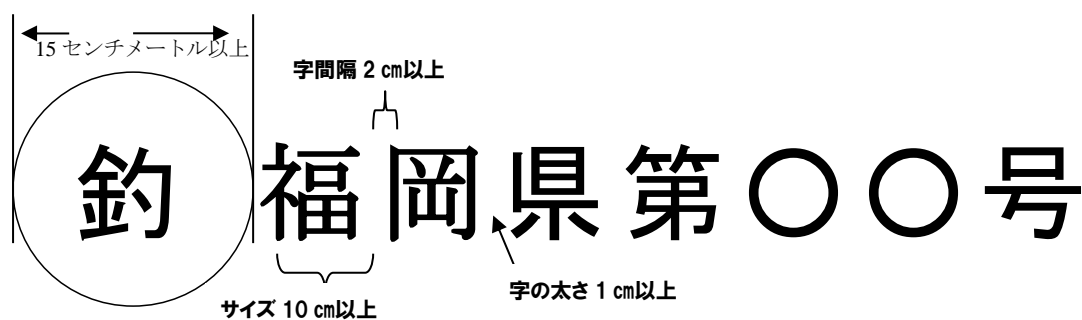 15センチメートル以上
字間隔 2 ㎝以上
釣 福岡県第〇〇号
サイズ 10 ㎝以上
字の太さ 1 ㎝以上